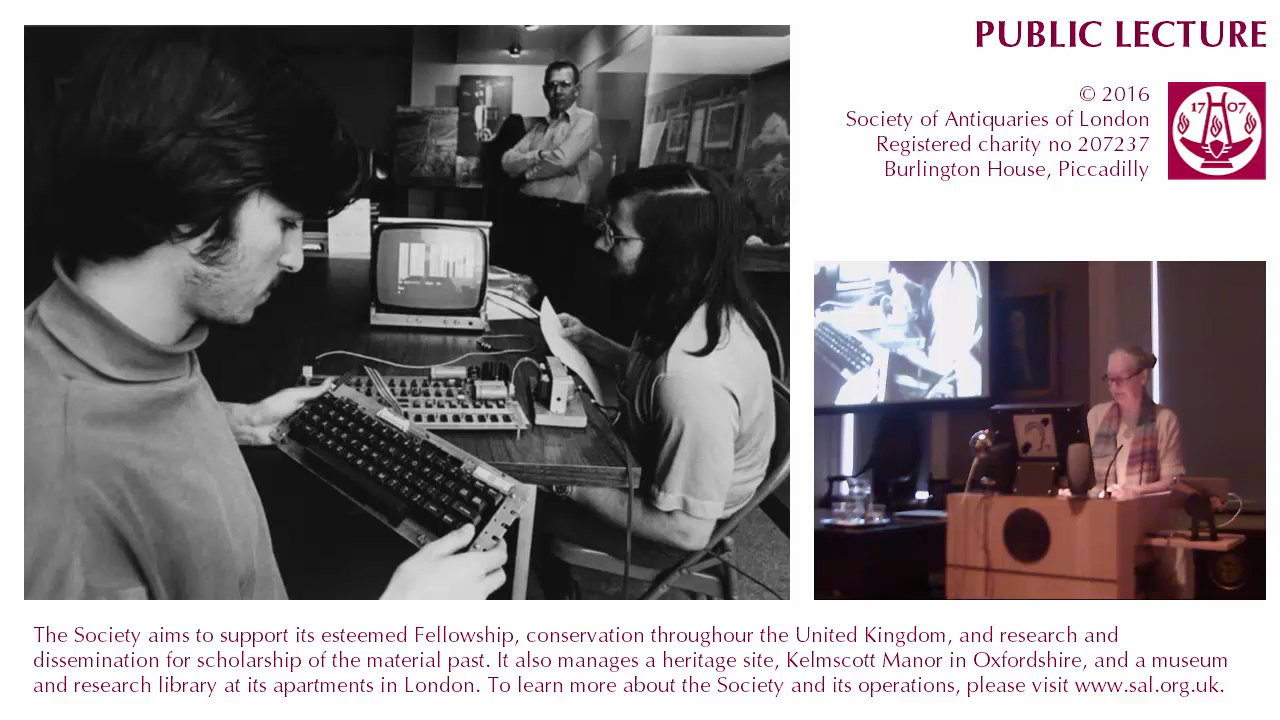 PUBLIC LECTURE
© 2016
Society of Antiquaries of London
Registered charity no 207237
Burlington House, Piccadilly
17 07
The Society aims to support its esteemed Fellowship, conservation throughour the United Kingdom, and research and
dissemination for scholarship of the material past. It also manages a heritage site, Kelmscott Manor in Oxfordshire, and a museum
and research library at its apartments in London. To learn more about the Society and its operations, please visit www.sal.org.uk.